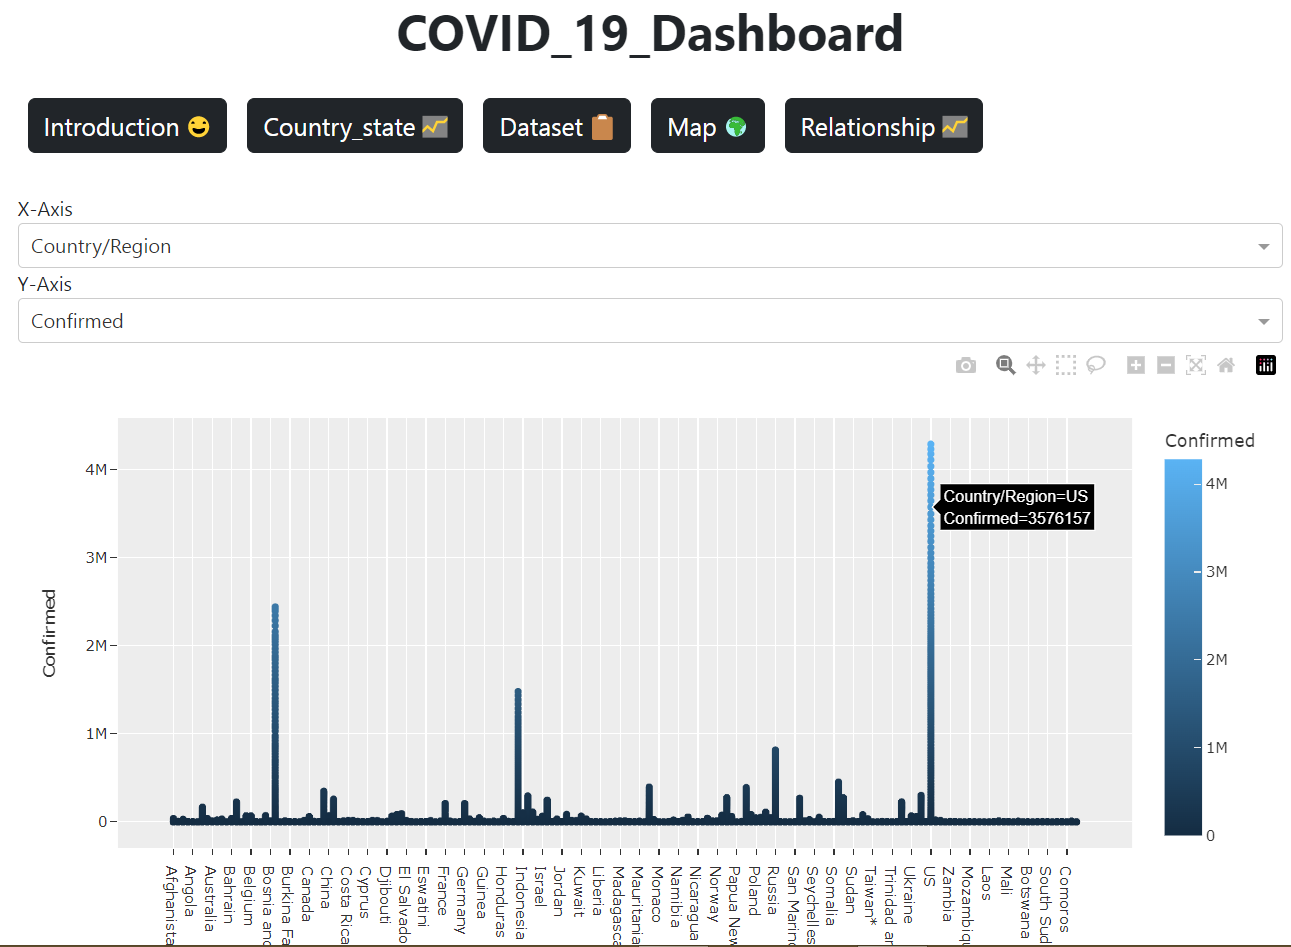 COVID_19_Dashboard
Introduction 😄 Country_state 📈 Dataset 📋 Map 🌍 Relationship 📈
X-Axis
Country/Region
Y-Axis
Confirmed
Confirmed
4M
3M
2M
1M
0
Confirmed
4M
3M
2M
1M
0
Country/Region=US
Confirmed=3576157
Afghanista
Angola
Australia
Bahrain
Belgium
Bosnia and
Burkina Fa
Canada
China
Costa Rica
Cyprus
Djibouti
El Salvado
Eswatini
France
Germany
Guinea
Honduras
Indonesia
Israel
Jordan
Kuwait
Liberia
Madagasca
Mauritania
Monaco
Namibia
Nicaragua
Norway
Papua New
Poland
Russia
San Marino
Seychelles
Somalia
Sudan
Taiwan*
Trinidad an
Ukraine
US
Zambia
Mozambiqu
Laos
Mali
Botswana
South Sud
Comoros